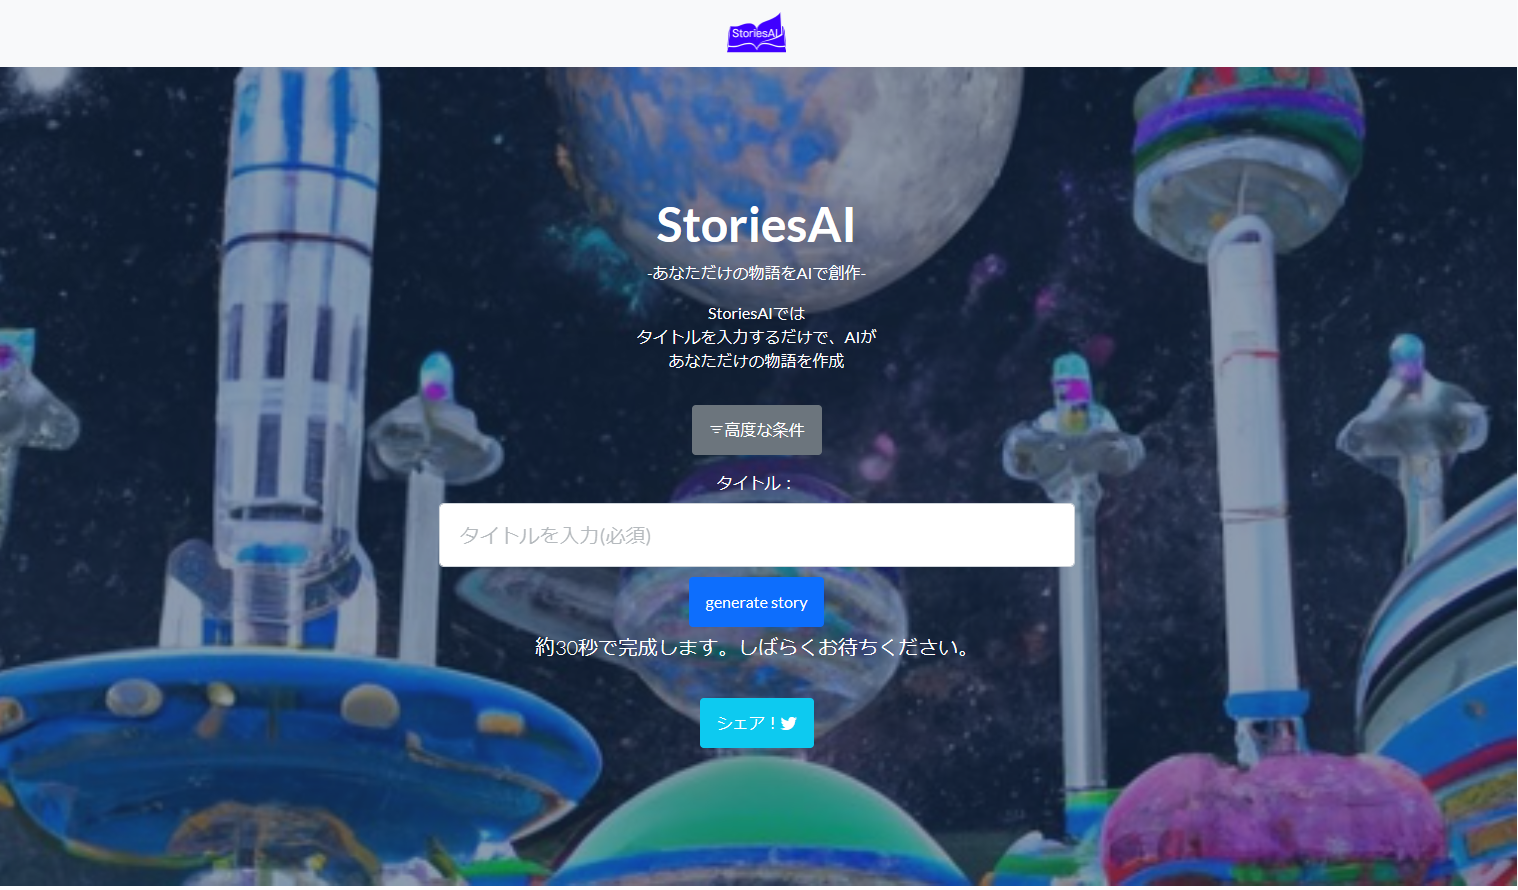 StoriesAI
StoriesAI
-あなただけの物語をAIで創作-
StoriesAIでは
タイトルを入力するだけで、AIが
あなただけの物語を作成
高度な条件
タイトル：
タイトルを入力(必須)
generate story
約30秒で完成します。しばらくお待ちください。
シェア！